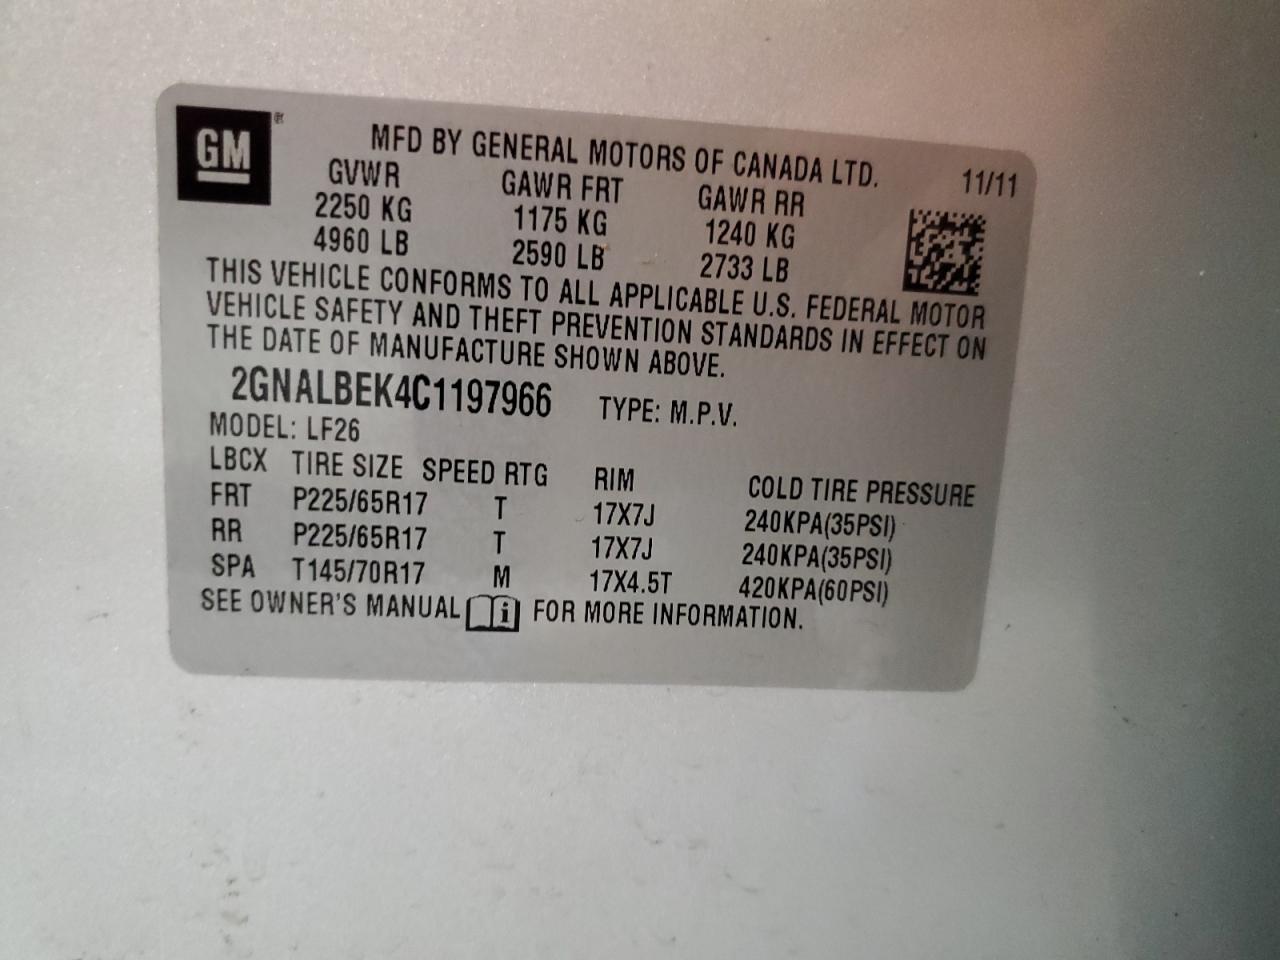 GM®
MFD BY GENERAL MOTORS OF CANADA LTD. 11/11
GVWR GAWR FRT GAWR RR
2250 KG 1175 KG 1240 KG
4960 LB 2590 LB 2733 LB
THIS VEHICLE CONFORMS TO ALL APPLICABLE U.S. FEDERAL MOTOR
VEHICLE SAFETY AND THEFT PREVENTION STANDARDS IN EFFECT ON
THE DATE OF MANUFACTURE SHOWN ABOVE.
2GNALBEK4C1197966 TYPE: M.P.V.
MODEL: LF26
LBCX TIRE SIZE SPEED RTG RIM COLD TIRE PRESSURE
FRT P225/65R17 T 17X7J 240KPA(35PSI)
RR P225/65R17 T 17X7J 240KPA(35PSI)
SPA T145/70R17 M 17X4.5T 420KPA(60PSI)
SEE OWNER'S MANUAL i FOR MORE INFORMATION.